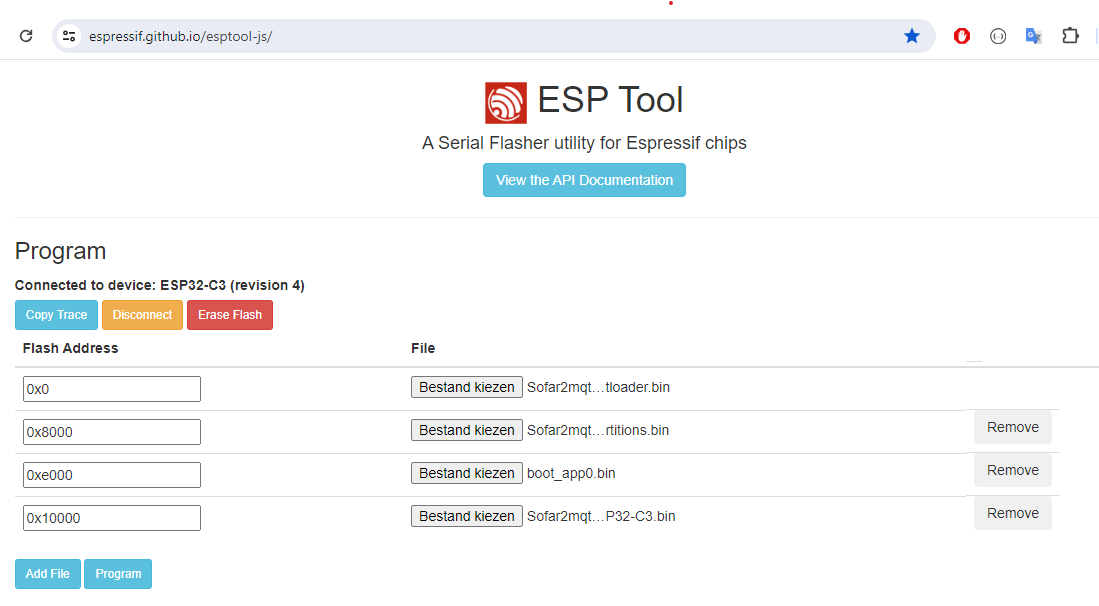 espressif.github.io/esptool-js/
ESP Tool
A Serial Flasher utility for Espressif chips
View the API Documentation
Program
Connected to device: ESP32-C3 (revision 4)
Copy Trace Disconnect Erase Flash
Flash Address File
0x0 Bestand kiezen Sofar2mqt…tloader.bin
0x8000 Bestand kiezen Sofar2mqt…rtitions.bin Remove
0xe000 Bestand kiezen boot_app0.bin Remove
0x10000 Bestand kiezen Sofar2mqt…P32-C3.bin Remove
Add File Program